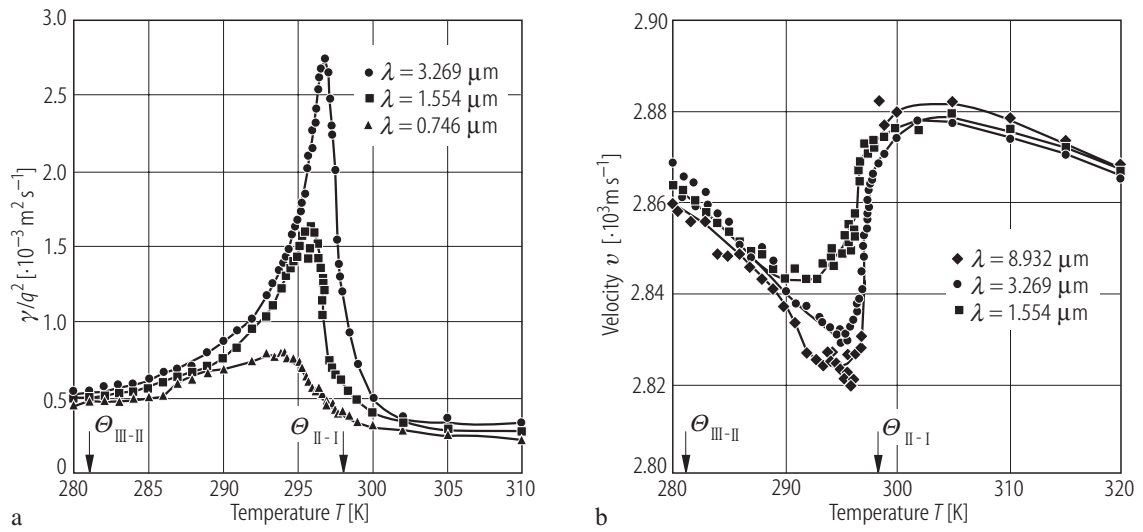 3.0
2.5
2.0
1.5
1.0
0.5
0
γ/q² [·10⁻³ m² s⁻¹]
λ = 3.269 μm
λ = 1.554 μm
λ = 0.746 μm
Θ III-II
Θ II-I
280 285 290 295 300 305 310
Temperature T [K]
a
2.90
2.88
2.86
2.84
2.82
2.80
Velocity υ [·10³ m s⁻¹]
λ = 8.932 μm
λ = 3.269 μm
λ = 1.554 μm
Θ III-II
Θ II-I
280 290 300 310 320
Temperature T [K]
b